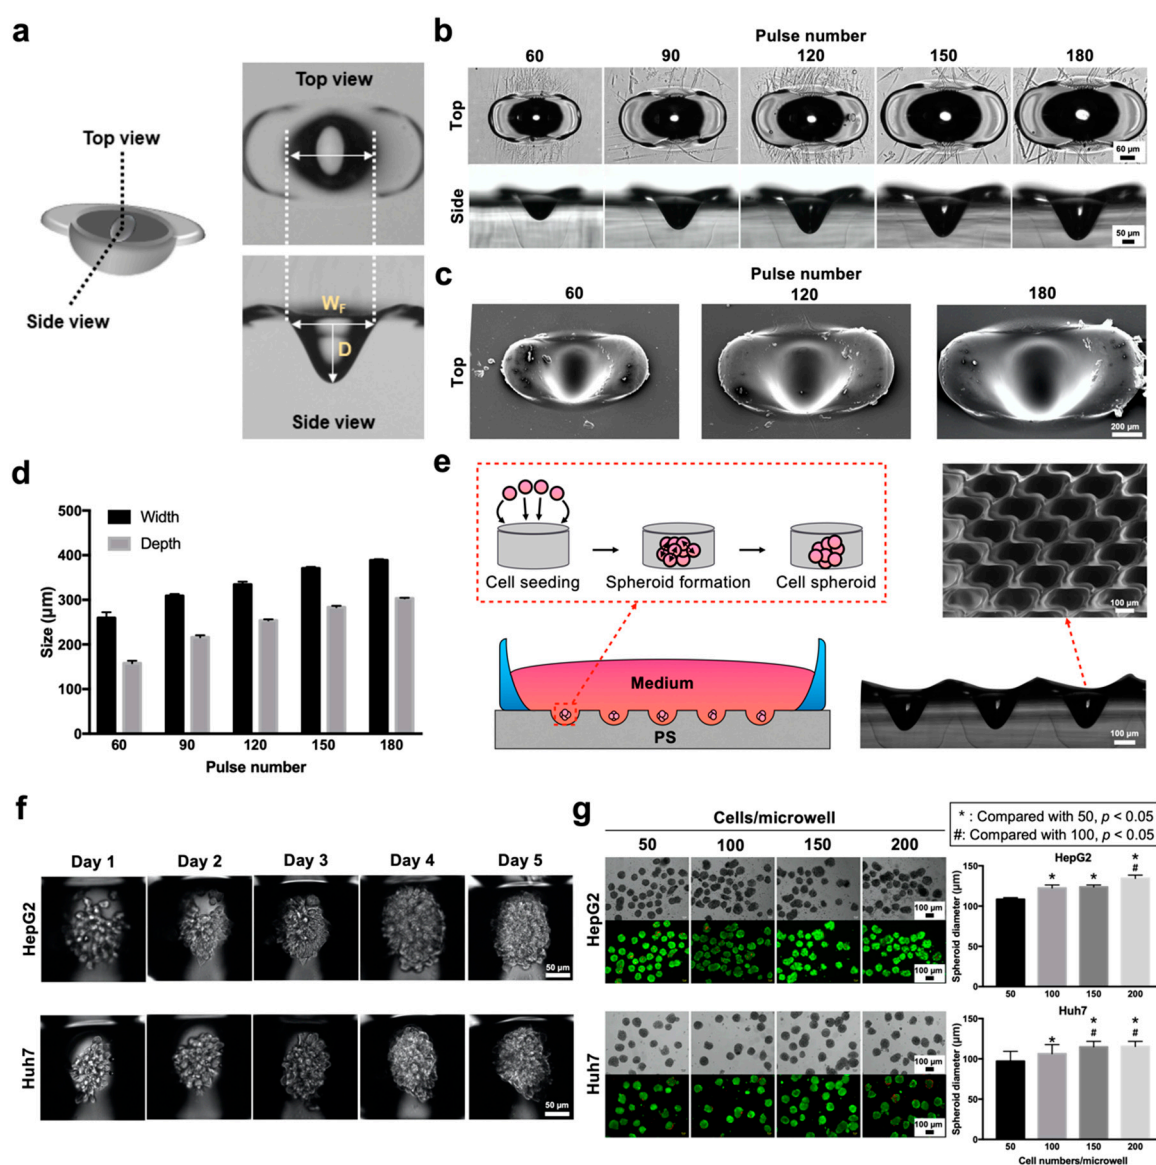 a
Top view
Side view
Top view
W_F
D
Side view
b
Pulse number
60 90 120 150 180
Top
60 μm
Side
50 μm
c
Pulse number
60 120 180
Top
200 μm
d
500
400
300
200
100
0
Size (μm)
Width
Depth
60 90 120 150 180
Pulse number
e
Cell seeding
Spheroid formation
Cell spheroid
Medium
PS
100 μm
100 μm
f
Day 1 Day 2 Day 3 Day 4 Day 5
HepG2
50 μm
Huh7
50 μm
g
Cells/microwell
50 100 150 200
HepG2
100 μm
100 μm
Huh7
100 μm
100 μm
* : Compared with 50, p < 0.05
#: Compared with 100, p < 0.05
HepG2
Spheroid diameter (μm)
150
100
50
0
* * * #
50 100 150 200
Huh7
Spheroid diameter (μm)
150
100
50
0
* * # * #
50 100 150 200
Cell numbers/microwell